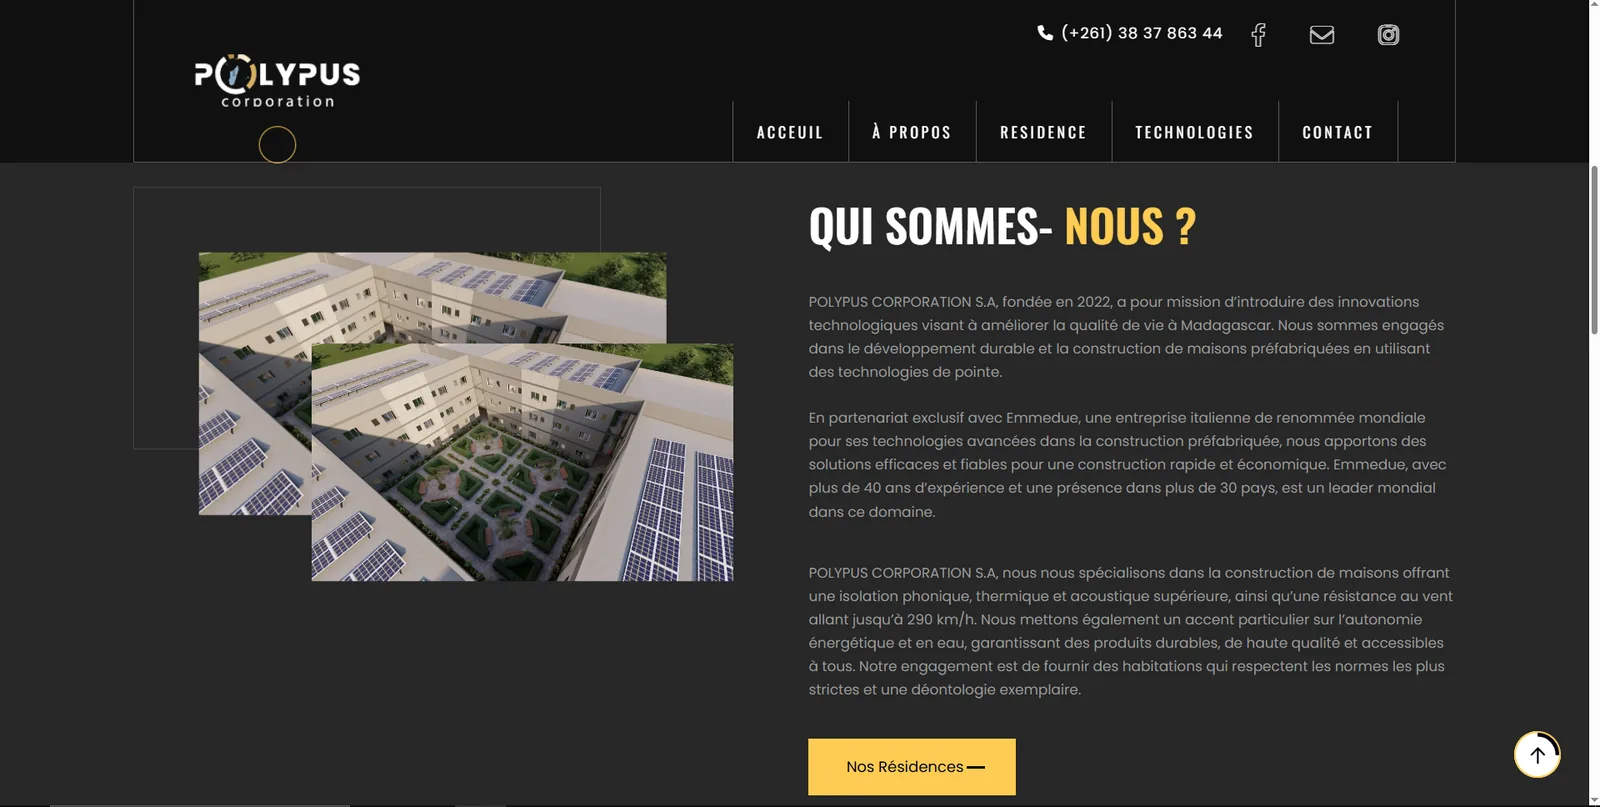 (+261) 38 37 863 44
POLYPUS
corporation
ACCEUIL À PROPOS RESIDENCE TECHNOLOGIES CONTACT
QUI SOMMES- NOUS ?
POLYPUS CORPORATION S.A, fondée en 2022, a pour mission d’introduire des innovations
technologiques visant à améliorer la qualité de vie à Madagascar. Nous sommes engagés
dans le développement durable et la construction de maisons préfabriquées en utilisant
des technologies de pointe.
En partenariat exclusif avec Emmedue, une entreprise italienne de renommée mondiale
pour ses technologies avancées dans la construction préfabriquée, nous apportons des
solutions efficaces et fiables pour une construction rapide et économique. Emmedue, avec
plus de 40 ans d’expérience et une présence dans plus de 30 pays, est un leader mondial
dans ce domaine.
POLYPUS CORPORATION S.A, nous nous spécialisons dans la construction de maisons offrant
une isolation phonique, thermique et acoustique supérieure, ainsi qu’une résistance au vent
allant jusqu’à 290 km/h. Nous mettons également un accent particulier sur l’autonomie
énergétique et en eau, garantissant des produits durables, de haute qualité et accessibles
à tous. Notre engagement est de fournir des habitations qui respectent les normes les plus
strictes et une déontologie exemplaire.
Nos Résidences